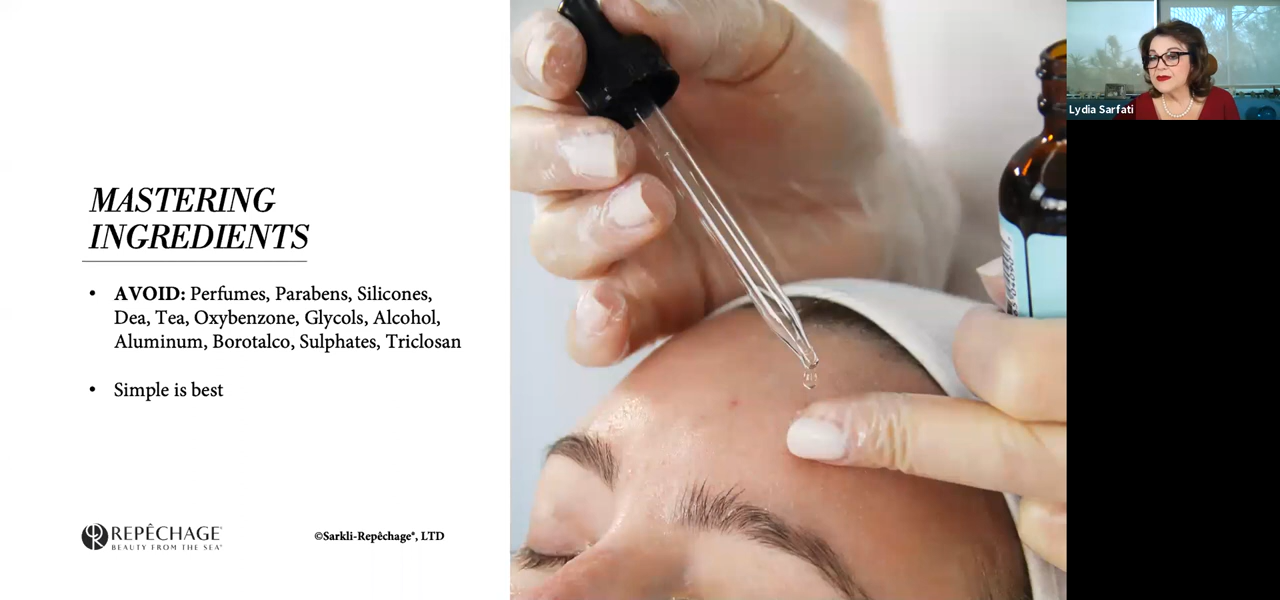 MASTERING
INGREDIENTS
• AVOID: Perfumes, Parabens, Silicones,
Dea, Tea, Oxybenzone, Glycols, Alcohol,
Aluminum, Borotalco, Sulphates, Triclosan
• Simple is best
REPÊCHAGE®
BEAUTY FROM THE SEA®
©Sarkli-Repêchage®, LTD
Lydia Sarfati